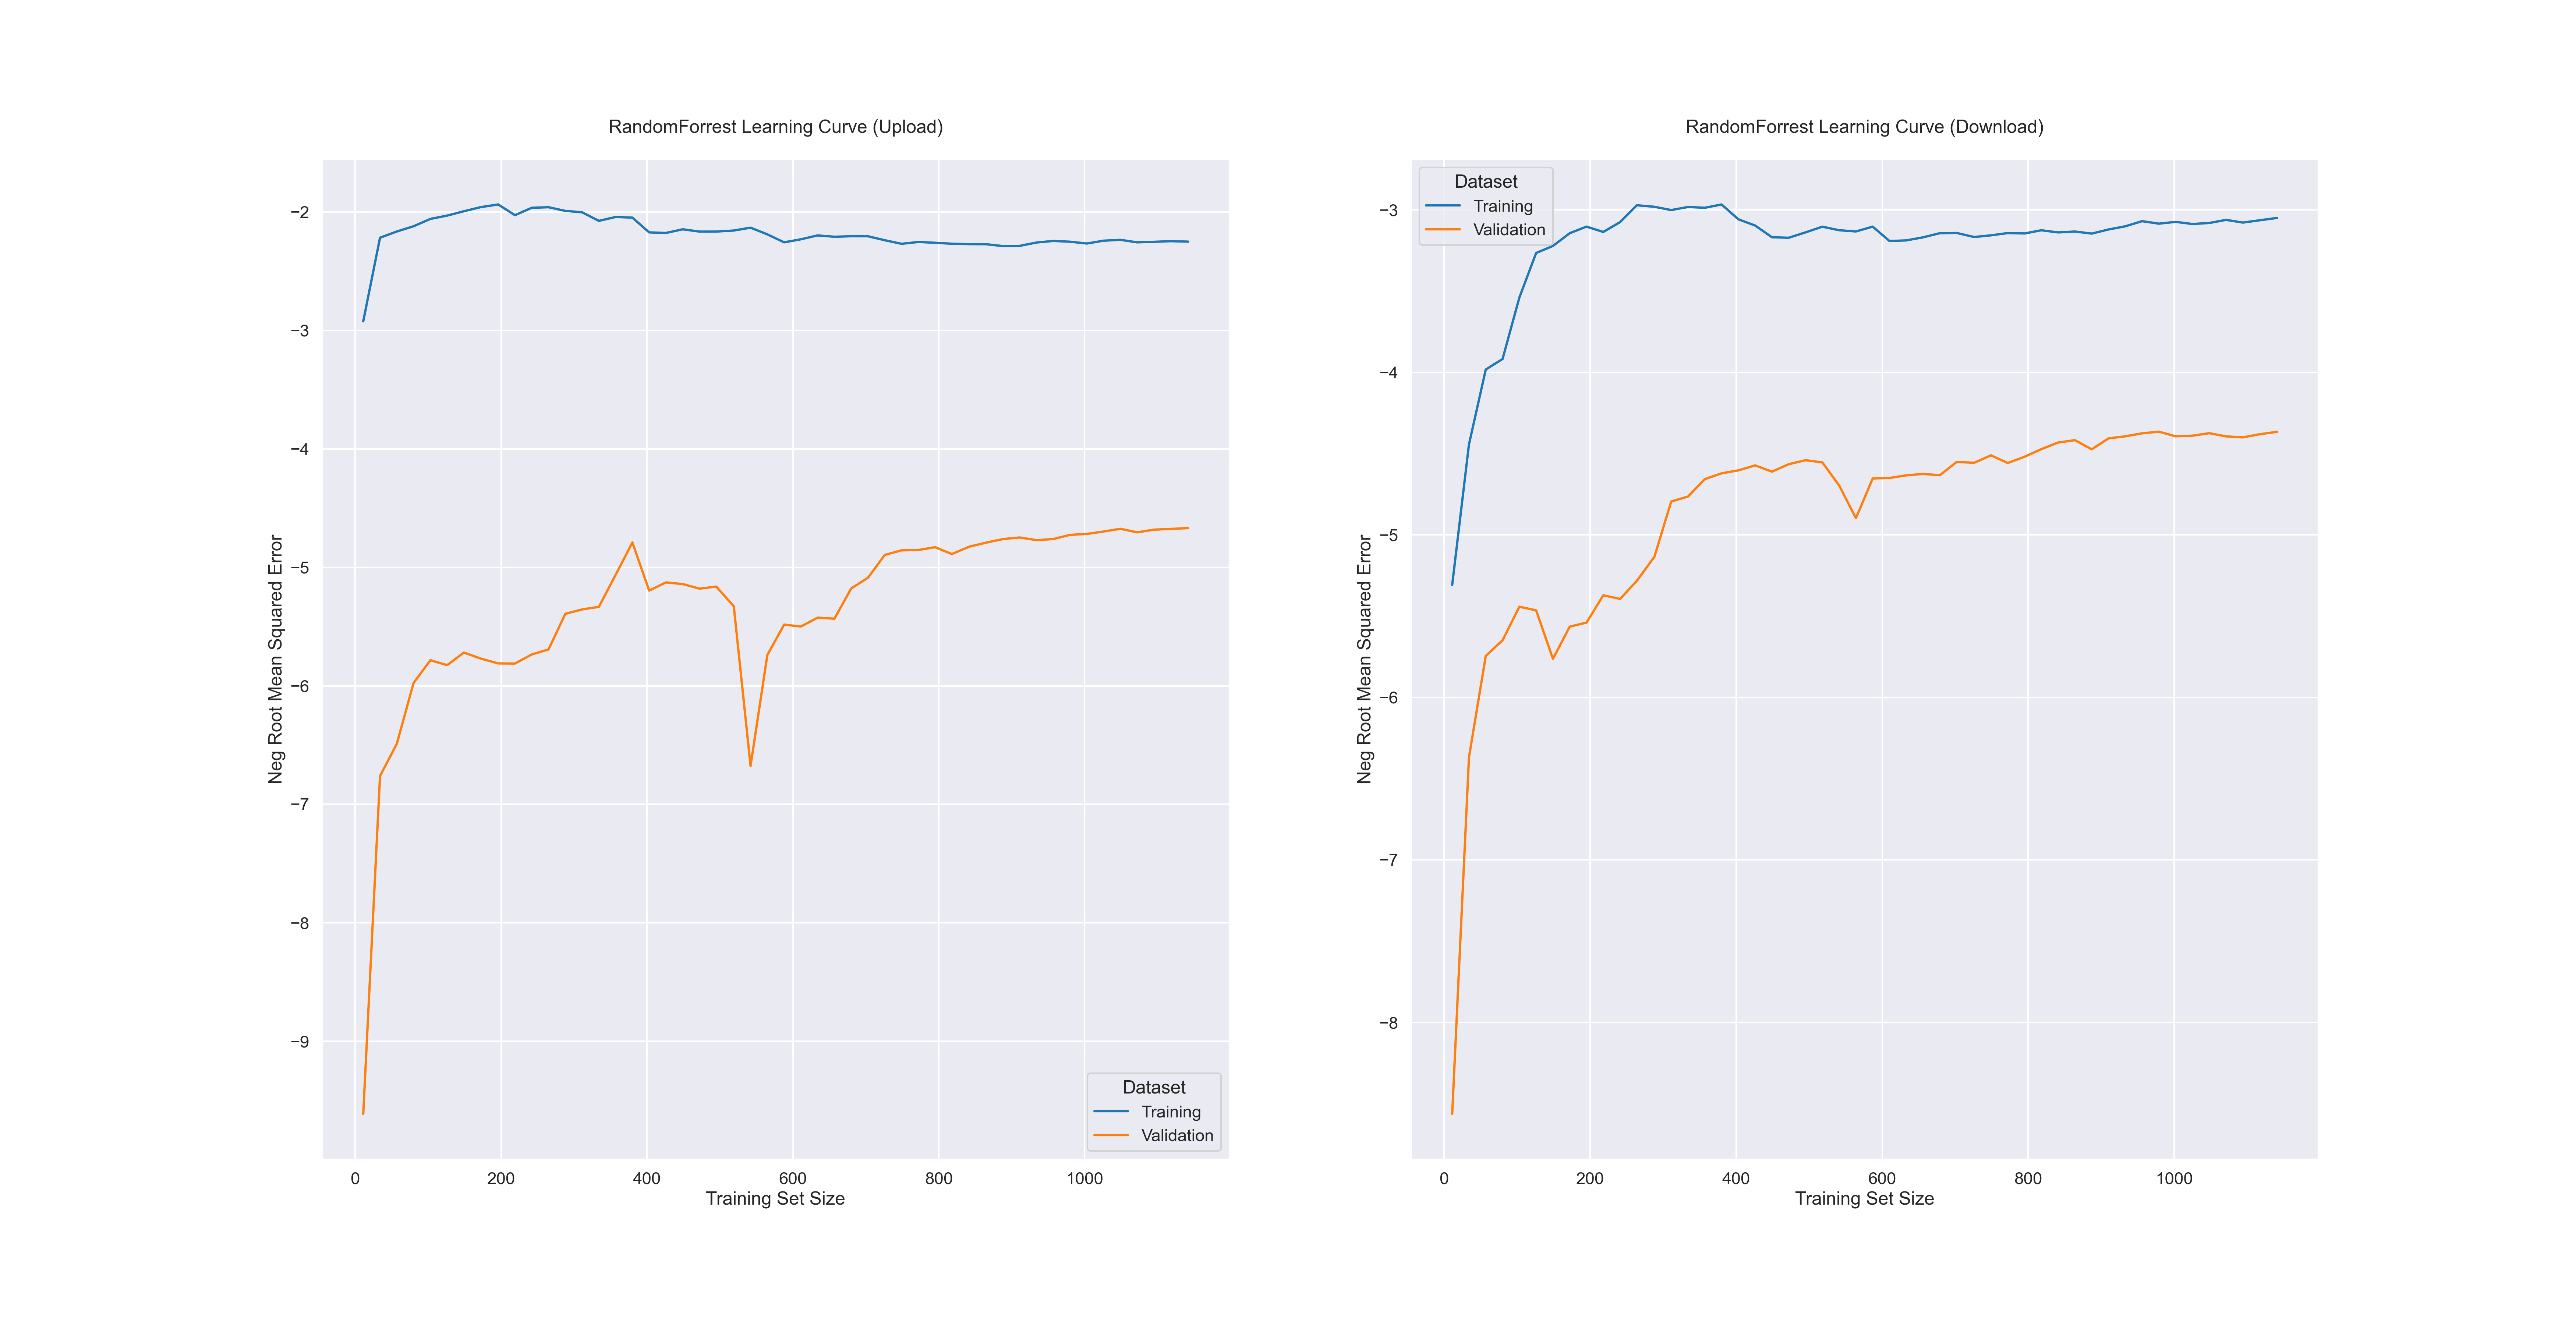 RandomForrest Learning Curve (Upload)
Neg Root Mean Squared Error
−2
−3
−4
−5
−6
−7
−8
−9
0 200 400 600 800 1000
Training Set Size
Dataset
Training
Validation
RandomForrest Learning Curve (Download)
Dataset
Training
Validation
Neg Root Mean Squared Error
−3
−4
−5
−6
−7
−8
0 200 400 600 800 1000
Training Set Size